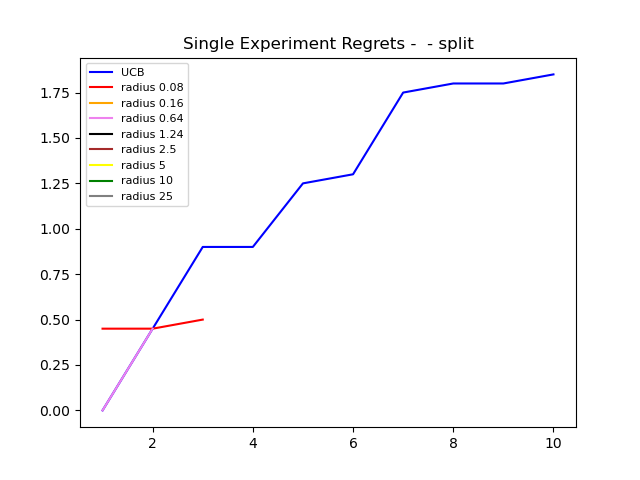 Single Experiment Regrets -  - split
UCB
radius 0.08
radius 0.16
radius 0.64
radius 1.24
radius 2.5
radius 5
radius 10
radius 25
1.75
1.50
1.25
1.00
0.75
0.50
0.25
0.00
2 4 6 8 10